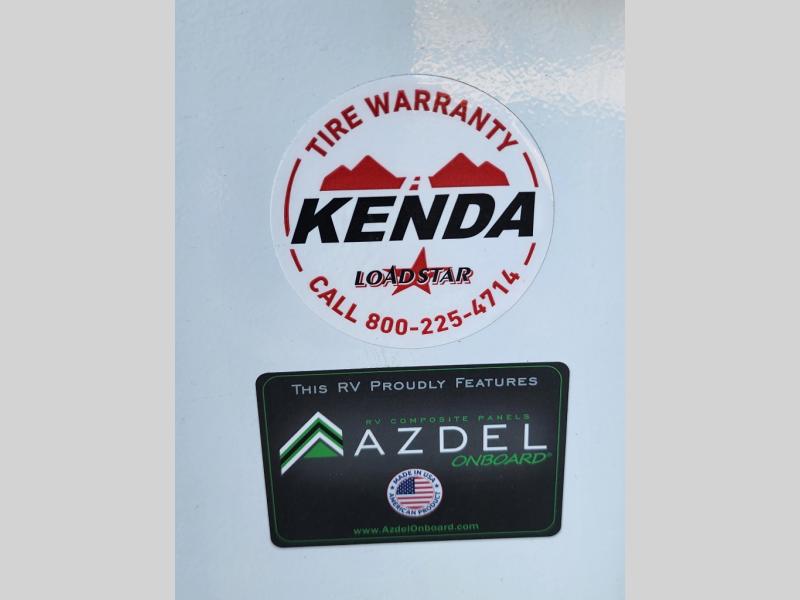 TIRE WARRANTY
KENDA
LOADSTAR
CALL 800-225-4714
THIS RV PROUDLY FEATURES
RV COMPOSITE PANELS
AZDEL
ONBOARD®
MADE IN USA
AMERICAN PRODUCT
www.AzdelOnboard.com